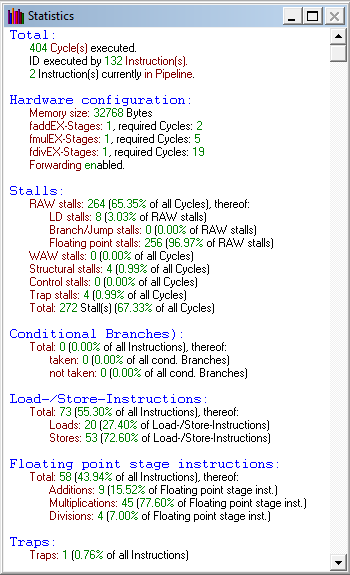 Statistics
Total:
404 Cycle(s) executed.
ID executed by 132 Instruction(s).
2 Instruction(s) currently in Pipeline.
Hardware configuration:
Memory size: 32768 Bytes
faddEX-Stages: 1, required Cycles: 2
fmulEX-Stages: 1, required Cycles: 5
fdivEX-Stages: 1, required Cycles: 19
Forwarding enabled.
Stalls:
RAW stalls: 264 (65.35% of all Cycles), thereof:
LD stalls: 8 (3.03% of RAW stalls)
Branch/Jump stalls: 0 (0.00% of RAW stalls)
Floating point stalls: 256 (96.97% of RAW stalls)
WAW stalls: 0 (0.00% of all Cycles)
Structural stalls: 4 (0.99% of all Cycles)
Control stalls: 0 (0.00% of all Cycles)
Trap stalls: 4 (0.99% of all Cycles)
Total: 272 Stall(s) (67.33% of all Cycles)
Conditional Branches):
Total: 0 (0.00% of all Instructions), thereof:
taken: 0 (0.00% of all cond. Branches)
not taken: 0 (0.00% of all cond. Branches)
Load-/Store-Instructions:
Total: 73 (55.30% of all Instructions), thereof:
Loads: 20 (27.40% of Load-/Store-Instructions)
Stores: 53 (72.60% of Load-/Store-Instructions)
Floating point stage instructions:
Total: 58 (43.94% of all Instructions), thereof:
Additions: 9 (15.52% of Floating point stage inst.)
Multiplications: 45 (77.60% of Floating point stage inst.)
Divisions: 4 (7.00% of Floating point stage inst.)
Traps:
Traps: 1 (0.76% of all Instructions)